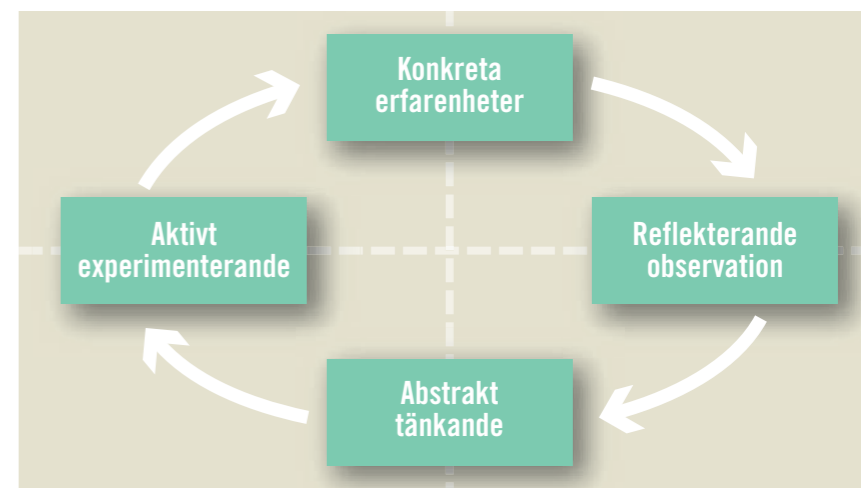 Konkreta
erfarenheter
Reflekterande
observation
Abstrakt
tänkande
Aktivt
experimenterande